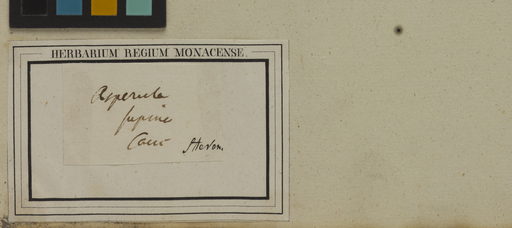 HERBARIUM REGIUM MONACENSE.
Asperula
supina
Cauc Steven.